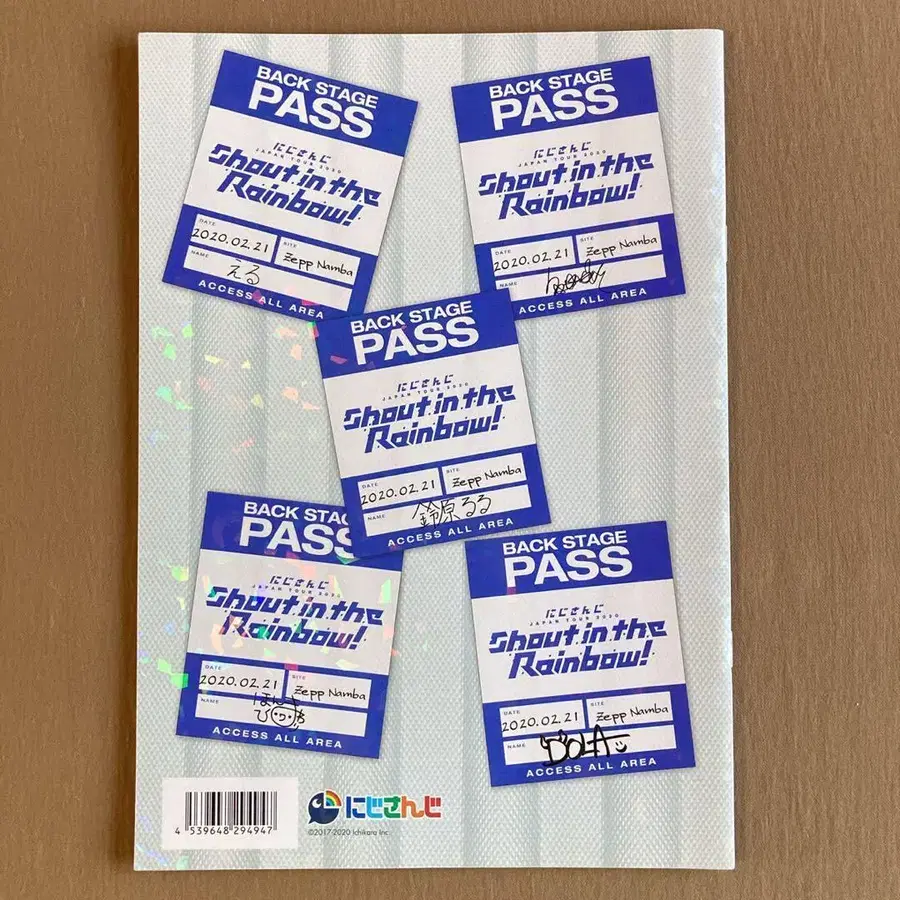 BACK STAGE
PASS
にじさんじ
JAPAN TOUR 2020
Shout in the
Rainbow!
DATE
2020.02.21
SITE
Zepp Namba
NAME
える
ACCESS ALL AREA
BACK STAGE
PASS
にじさんじ
JAPAN TOUR 2020
Shout in the
Rainbow!
DATE
2020.02.21
SITE
Zepp Namba
NAME
ACCESS ALL AREA
BACK STAGE
PASS
にじさんじ
JAPAN TOUR 2020
Shout in the
Rainbow!
DATE
2020.02.21
SITE
Zepp Namba
NAME
鈴原るる
ACCESS ALL AREA
BACK STAG
PASS
にじさんじ
JAPAN TOUR 2020
Shout in the
Rainbow!
DATE
2020.02.21
SITE
Zepp Namba
NAME
ACCESS ALL AREA
BACK STAGE
PASS
にじさんじ
JAPAN TOUR 2020
Shout in the
Rainbow!
DATE
2020.02.21
SITE
Zepp Namba
NAME
DOLA
ACCESS ALL AREA
4 539648 294947
にじさんじ
©2017-2020 Ichikara Inc.